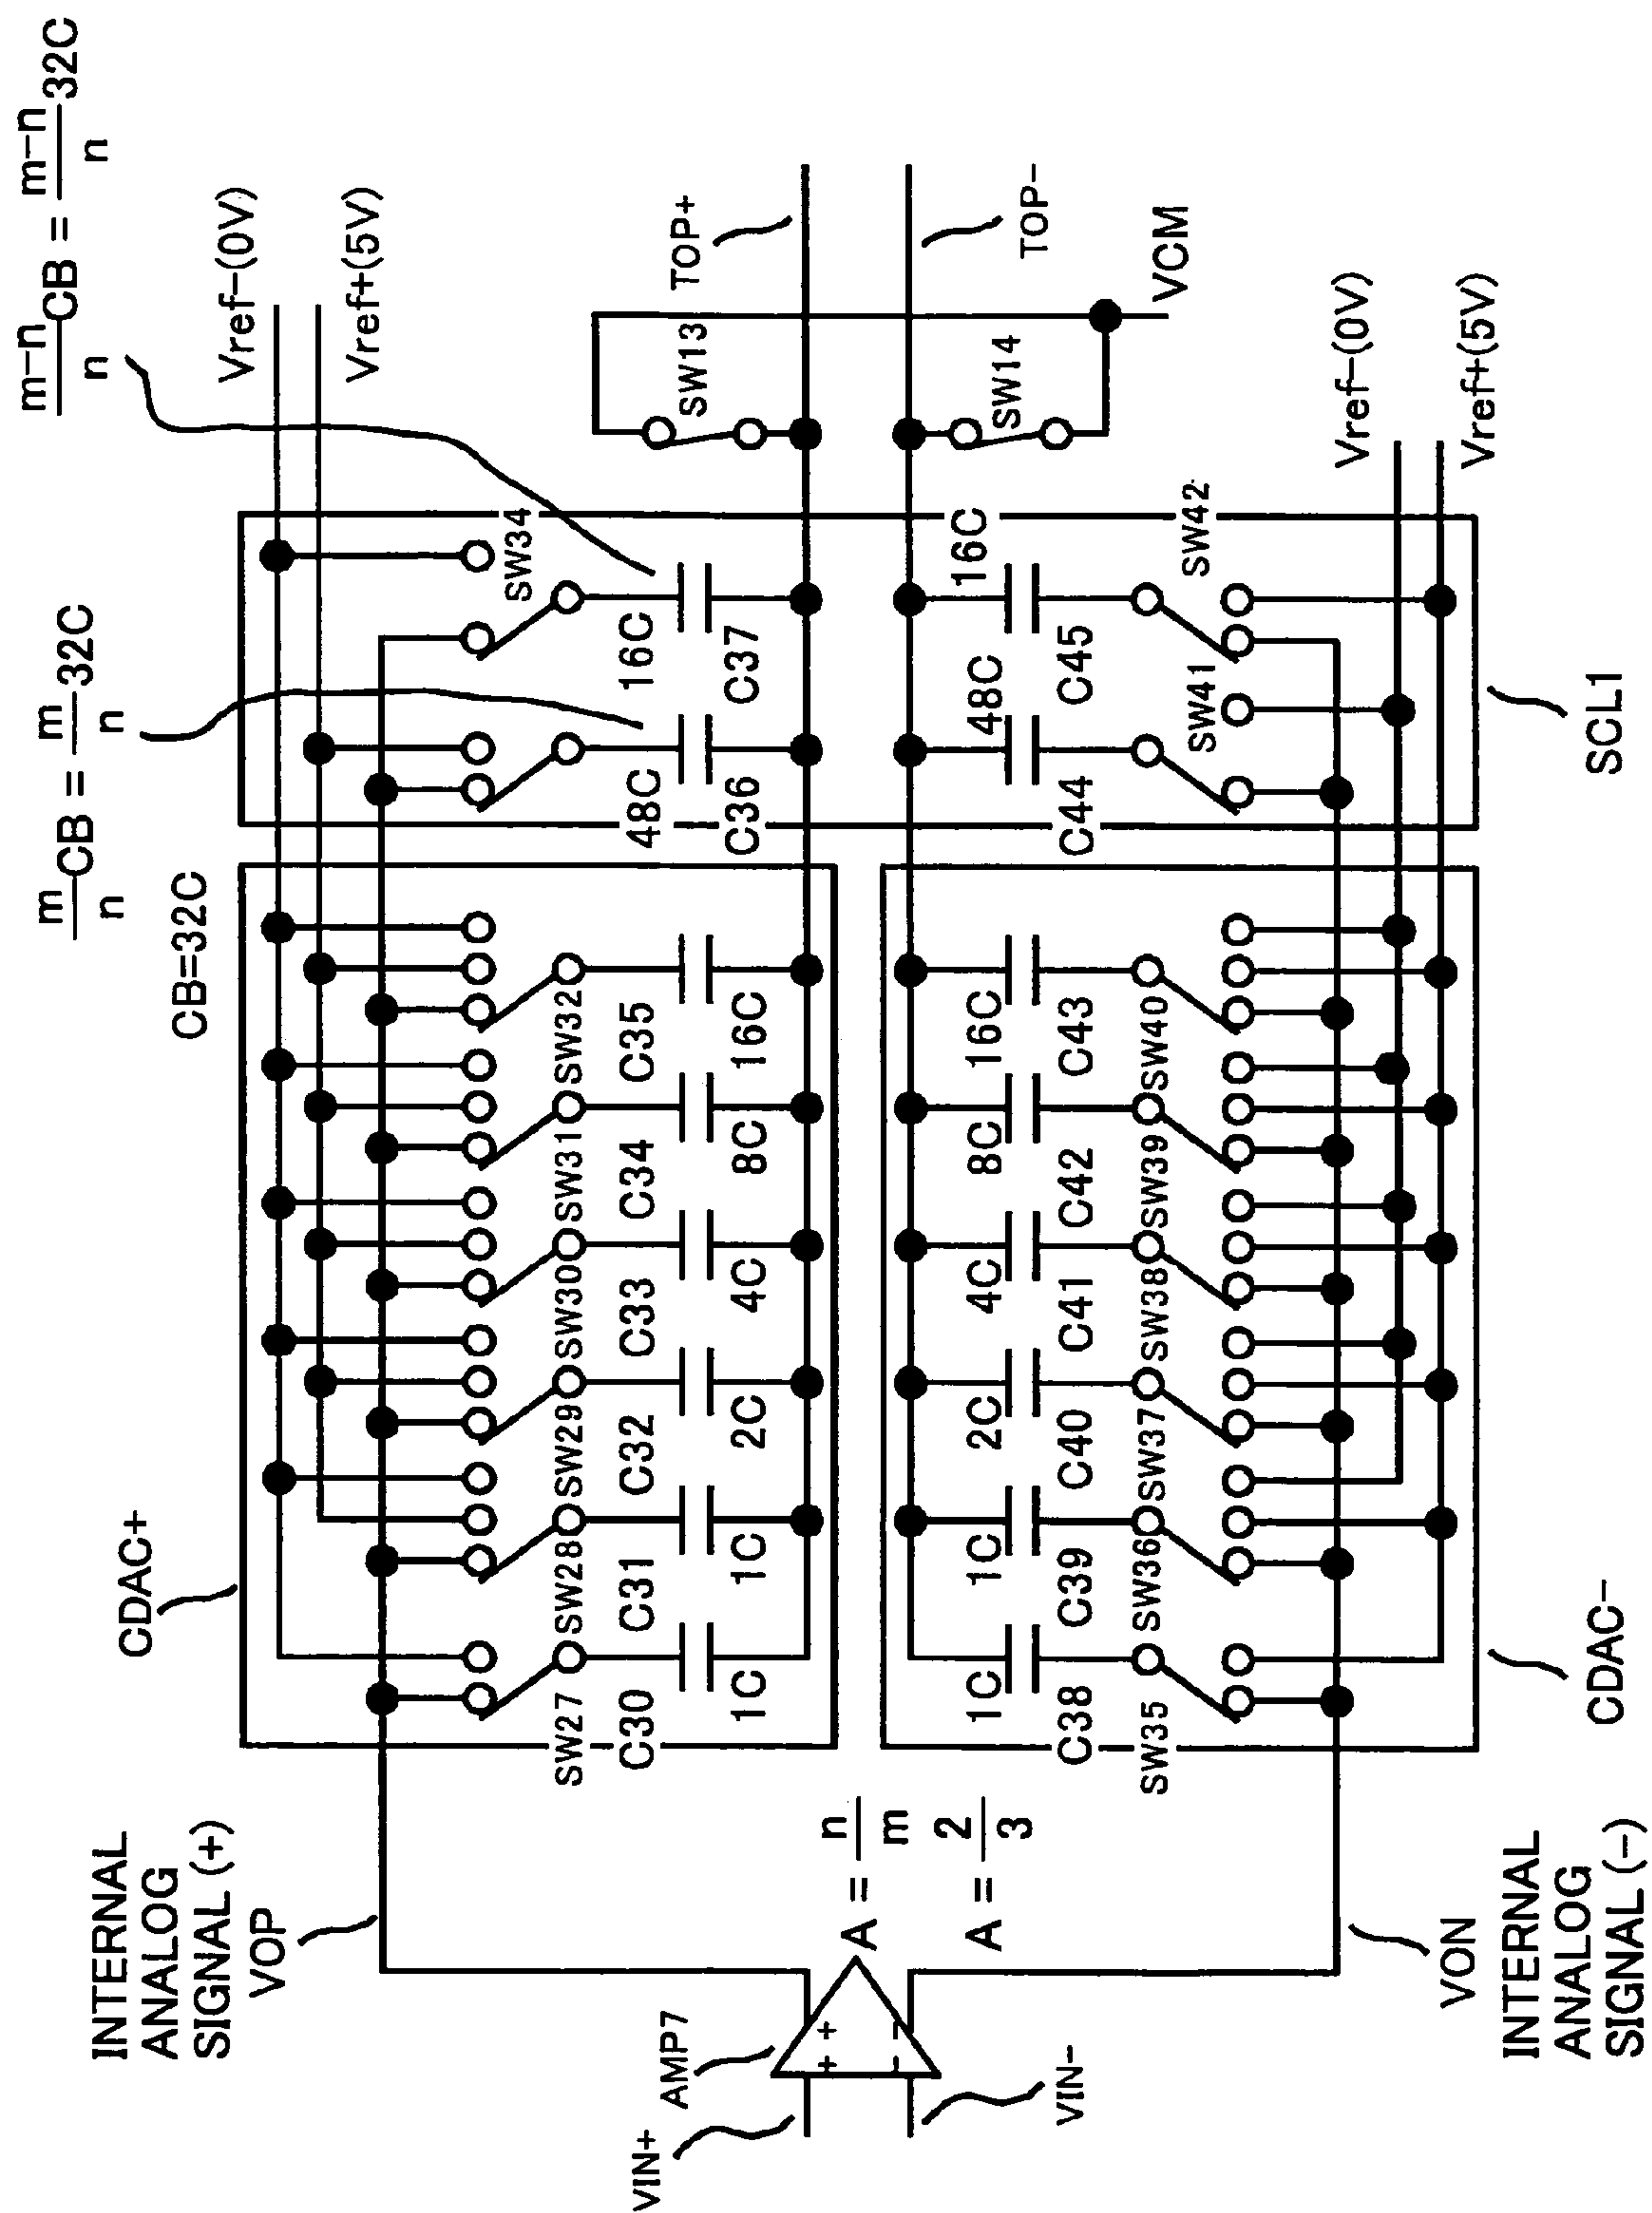 INTERNAL
ANALOG
SIGNAL (+)
VOP
CDAC+
CB=32C
m/n CB = m/n 32C
m-n/n CB = m-n/n 32C
Vref-(0V)
Vref+(5V)
SW27
SW28
SW29
SW30
SW31
SW32
SW34
C30
C31
C32
C33
C34
C35
48C
16C
1C
1C
2C
4C
8C
16C
C36
C37
SW13
TOP+
VIN+
AMP7
+ +
- -
VIN-
A = n/m
A = 2/3
1C
1C
2C
4C
8C
16C
48C
16C
C38
C39
C40
C41
C42
C43
C44
C45
SW14
TOP-
VCM
SW35
SW36
SW37
SW38
SW39
SW40
SW41
SW42
Vref-(0V)
Vref+(5V)
VON
INTERNAL
ANALOG
SIGNAL (-)
CDAC-
SCL1